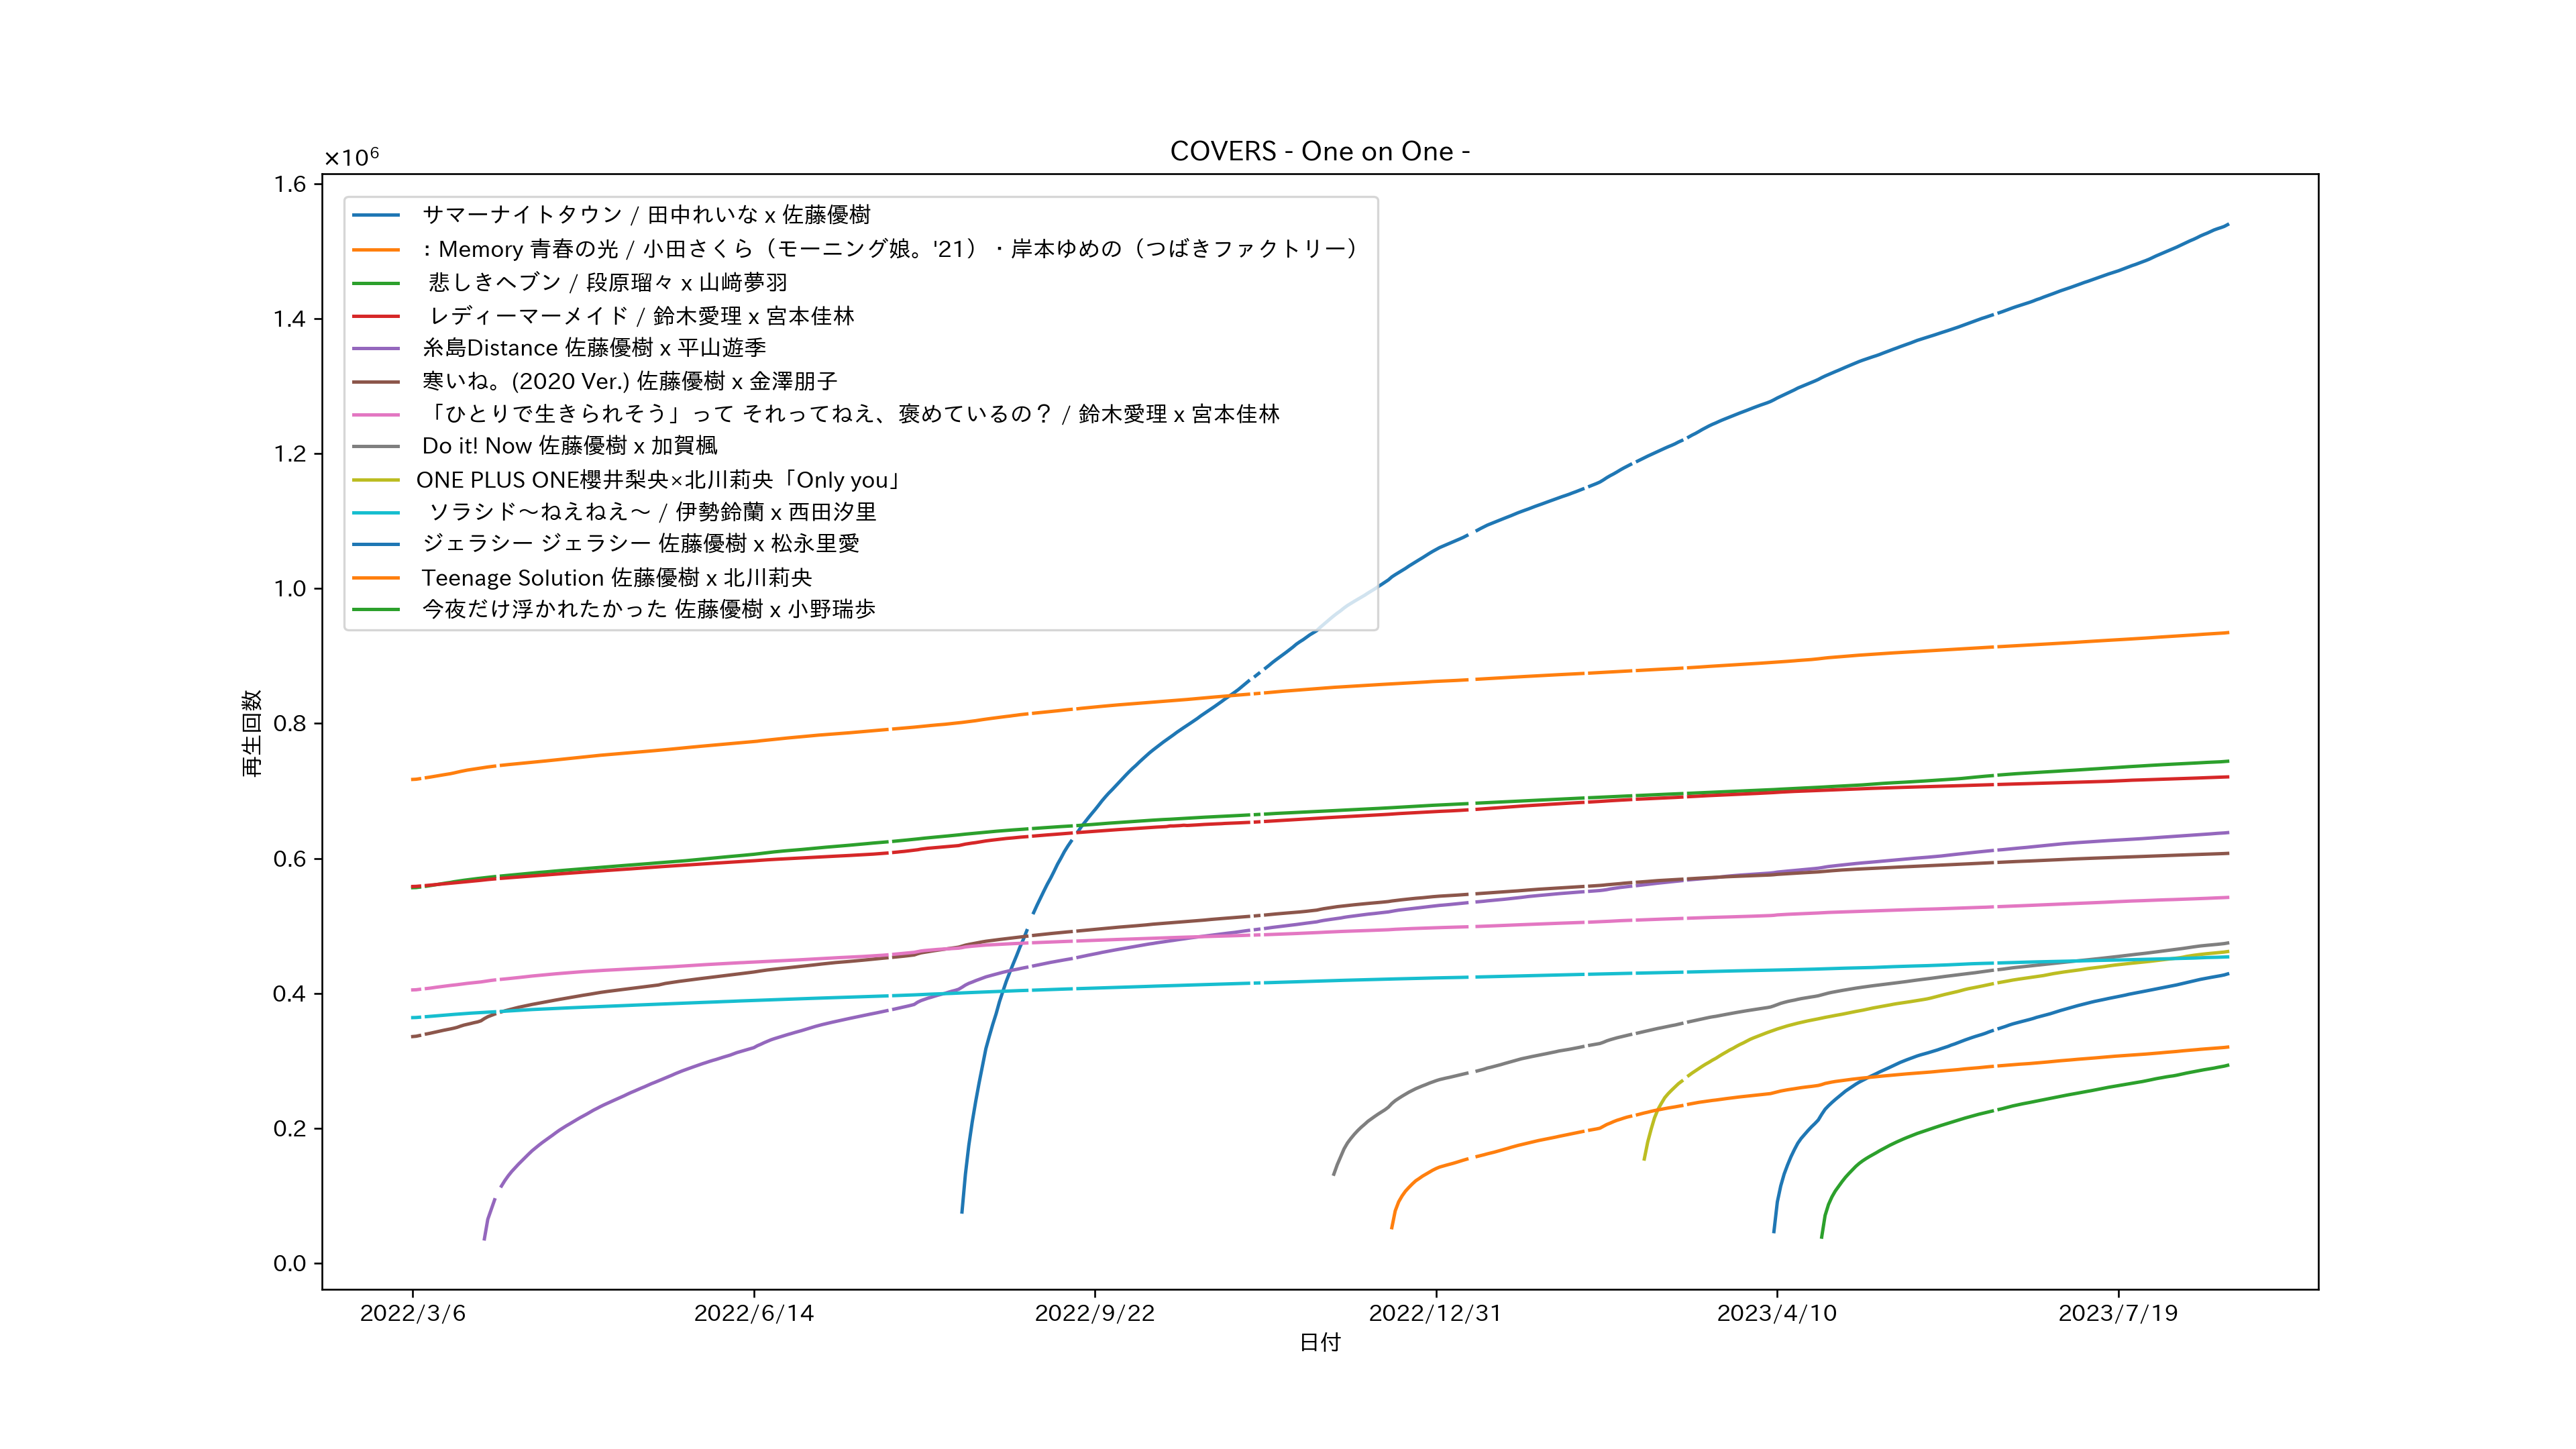 COVERS - One on One -
×10⁶
1.6
1.4
1.2
1.0
0.8
0.6
0.4
0.2
0.0
再生回数
サマーナイトタウン / 田中れいな x 佐藤優樹
: Memory 青春の光 / 小田さくら（モーニング娘。'21）・岸本ゆめの（つばきファクトリー）
悲しきヘブン / 段原瑠々 x 山﨑夢羽
レディーマーメイド / 鈴木愛理 x 宮本佳林
糸島Distance 佐藤優樹 x 平山遊季
寒いね。(2020 Ver.) 佐藤優樹 x 金澤朋子
「ひとりで生きられそう」って それってねえ、褒めているの？ / 鈴木愛理 x 宮本佳林
Do it! Now 佐藤優樹 x 加賀楓
ONE PLUS ONE櫻井梨央×北川莉央「Only you」
ソラシド〜ねえねえ〜 / 伊勢鈴蘭 x 西田汐里
ジェラシー ジェラシー 佐藤優樹 x 松永里愛
Teenage Solution 佐藤優樹 x 北川莉央
今夜だけ浮かれたかった 佐藤優樹 x 小野瑞歩
2022/3/6
2022/6/14
2022/9/22
2022/12/31
2023/4/10
2023/7/19
日付